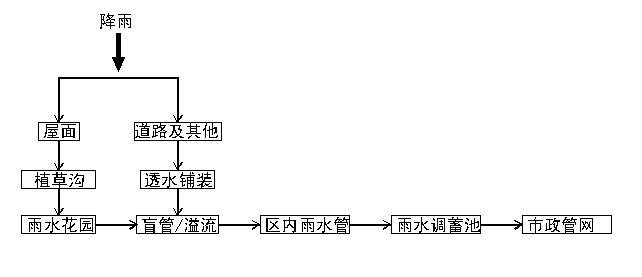 降雨
屋面
道路及其他
植草沟
透水铺装
雨水花园
盲管/溢流
区内雨水管
雨水调蓄池
市政管网